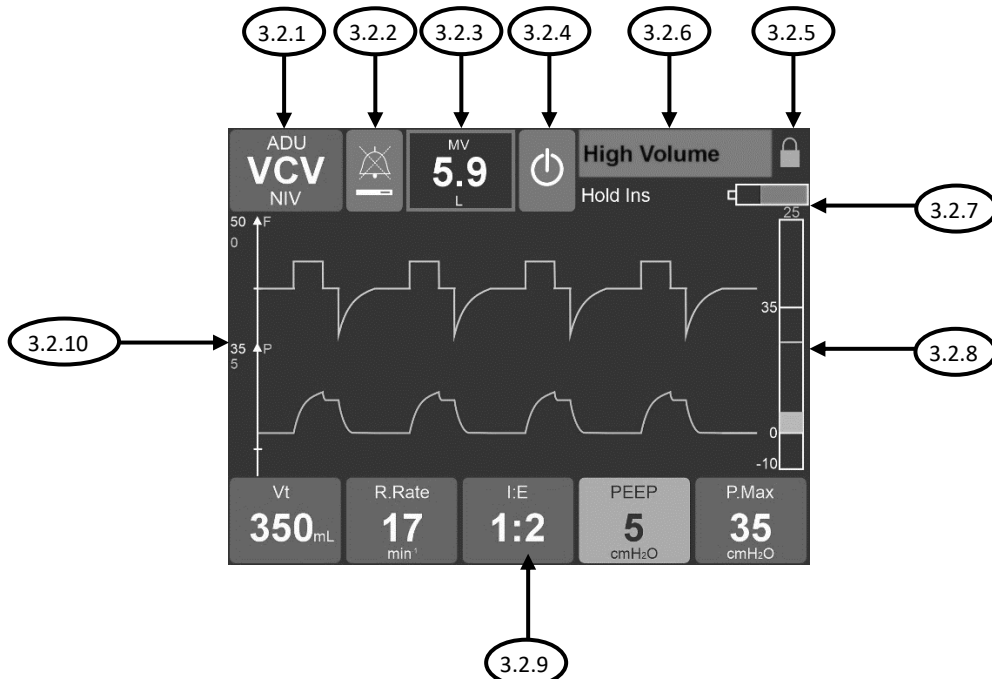 3.2.1 3.2.2 3.2.3 3.2.4 3.2.6 3.2.5
ADU
VCV
NIV
MV
5.9
L
High Volume
Hold Ins
3.2.7
25
50 F
0
35
3.2.10
3.2.8
35 P
5
0
-10
Vt
350 mL
R.Rate
17
min⁻¹
I:E
1:2
PEEP
5
cmH₂O
P.Max
35
cmH₂O
3.2.9